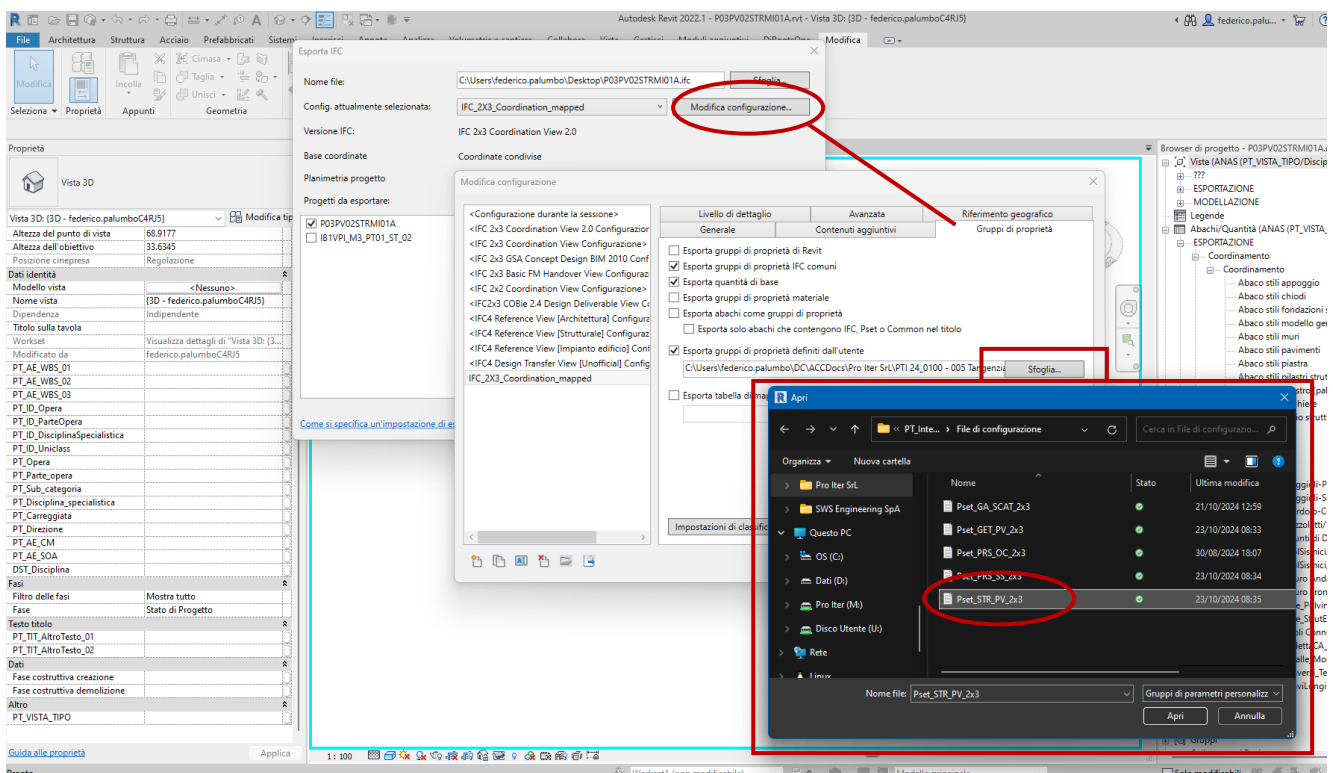 Autodesk Revit 2022.1 - P03PV02STRMI01A.rvt - Vista 3D: {3D - federico.palumboC4RJ5}
federico.palu...
File Architettura Struttura Acciaio Prefabbricati Sistemi Modifica
Cimasa
Taglia
Unisci
Modifica
Incolla
Seleziona Proprietà Appunti Geometria
Esporta IFC
Nome file:
C:\Users\federico.palumbo\Desktop\P03PV02STRMI01A.ifc
Sfoglia...
Config. attualmente selezionata:
IFC_2X3_Coordination_mapped
Modifica configurazione...
Versione IFC:
IFC 2x3 Coordination View 2.0
Base coordinate
Coordinate condivise
Planimetria progetto
Progetti da esportare:
P03PV02STRMI01A
IB1VPI_M3_PT01_ST_02
Come si specifica un'impostazione di es
Proprietà
Vista 3D
Vista 3D: {3D - federico.palumboC4RJ5}
Modifica tip
Altezza del punto di vista 68.9177
Altezza dell'obiettivo 33.6345
Posizione cinepresa Regolazione
Dati identità
Modello vista <Nessuno>
Nome vista {3D - federico.palumboC4RJ5}
Dipendenza Indipendente
Titolo sulla tavola
Workset Visualizza dettagli di "Vista 3D: {3...
Modificato da federico.palumboC4RJ5
PT_AE_WBS_01
PT_AE_WBS_02
PT_AE_WBS_03
PT_ID_Opera
PT_ID_ParteOpera
PT_ID_DisciplinaSpecialistica
PT_ID_Uniclass
PT_Opera
PT_Parte_opera
PT_Sub_categoria
PT_Disciplina_specialistica
PT_Carreggiata
PT_Direzione
PT_AE_CM
PT_AE_SOA
DST_Disciplina
Fasi
Filtro delle fasi Mostra tutto
Fase Stato di Progetto
Testo titolo
PT_TIT_AltroTesto_01
PT_TIT_AltroTesto_02
Dati
Fase costruttiva creazione
Fase costruttiva demolizione
Altro
PT_VISTA_TIPO
Guida alle proprietà
Applica
Modifica configurazione
<Configurazione durante la sessione>
<IFC 2x3 Coordination View 2.0 Configurazion
<IFC 2x3 Coordination View Configurazione>
<IFC 2x3 GSA Concept Design BIM 2010 Conf
<IFC 2x3 Basic FM Handover View Configurazi
<IFC 2x2 Coordination View Configurazione>
<IFC2x3 COBie 2.4 Design Deliverable View Co
<IFC4 Reference View [Architettura] Configura
<IFC4 Reference View [Strutturale] Configuraz
<IFC4 Reference View [Impianto edificio] Conf
<IFC4 Design Transfer View [Unofficial] Config
IFC_2X3_Coordination_mapped
Livello di dettaglio Avanzata Riferimento geografico
Generale Contenuti aggiuntivi Gruppi di proprietà
Esporta gruppi di proprietà di Revit
Esporta gruppi di proprietà IFC comuni
Esporta quantità di base
Esporta gruppi di proprietà materiale
Esporta abachi come gruppi di proprietà
Esporta solo abachi che contengono IFC, Pset o Common nel titolo
Esporta gruppi di proprietà definiti dall'utente
C:\Users\federico.palumbo\DC\ACCDocs\Pro Iter SrL\PTI 24_0100 - 005 Tangenzia
Sfoglia...
Esporta tabella di map
Impostazioni di classific
Apri
PT_Inte... File di configurazione
Cerca in File di configurazio...
Organizza Nuova cartella
Pro Iter SrL
SWS Engineering SpA
Questo PC
OS (C:)
Dati (D:)
Pro Iter (M:)
Disco Utente (U:)
Rete
Linux
Nome Stato Ultima modifica
Pset_GA_SCAT_2x3 21/10/2024 12:59
Pset_GET_PV_2x3 23/10/2024 08:33
Pset_PRS_OC_2x3 30/08/2024 18:07
Pset_PRS_SS_2x3 23/10/2024 08:34
Pset_STR_PV_2x3 23/10/2024 08:35
Nome file: Pset_STR_PV_2x3
Gruppi di parametri personalizz
Apri Annulla
Browser di progetto - P03PV02STRMI01A.r
Viste (ANAS (PT_VISTA_TIPO/Discip
???
ESPORTAZIONE
MODELLAZIONE
Legende
Abachi/Quantità (ANAS (PT_VISTA_
ESPORTAZIONE
Coordinamento
Coordinamento
Abaco stili appoggio
Abaco stili chiodi
Abaco stili fondazioni s
Abaco stili modello gen
Abaco stili muri
Abaco stili pavimenti
Abaco stili piastra
Abaco stili pilastri strut
Gruppi
1 : 100